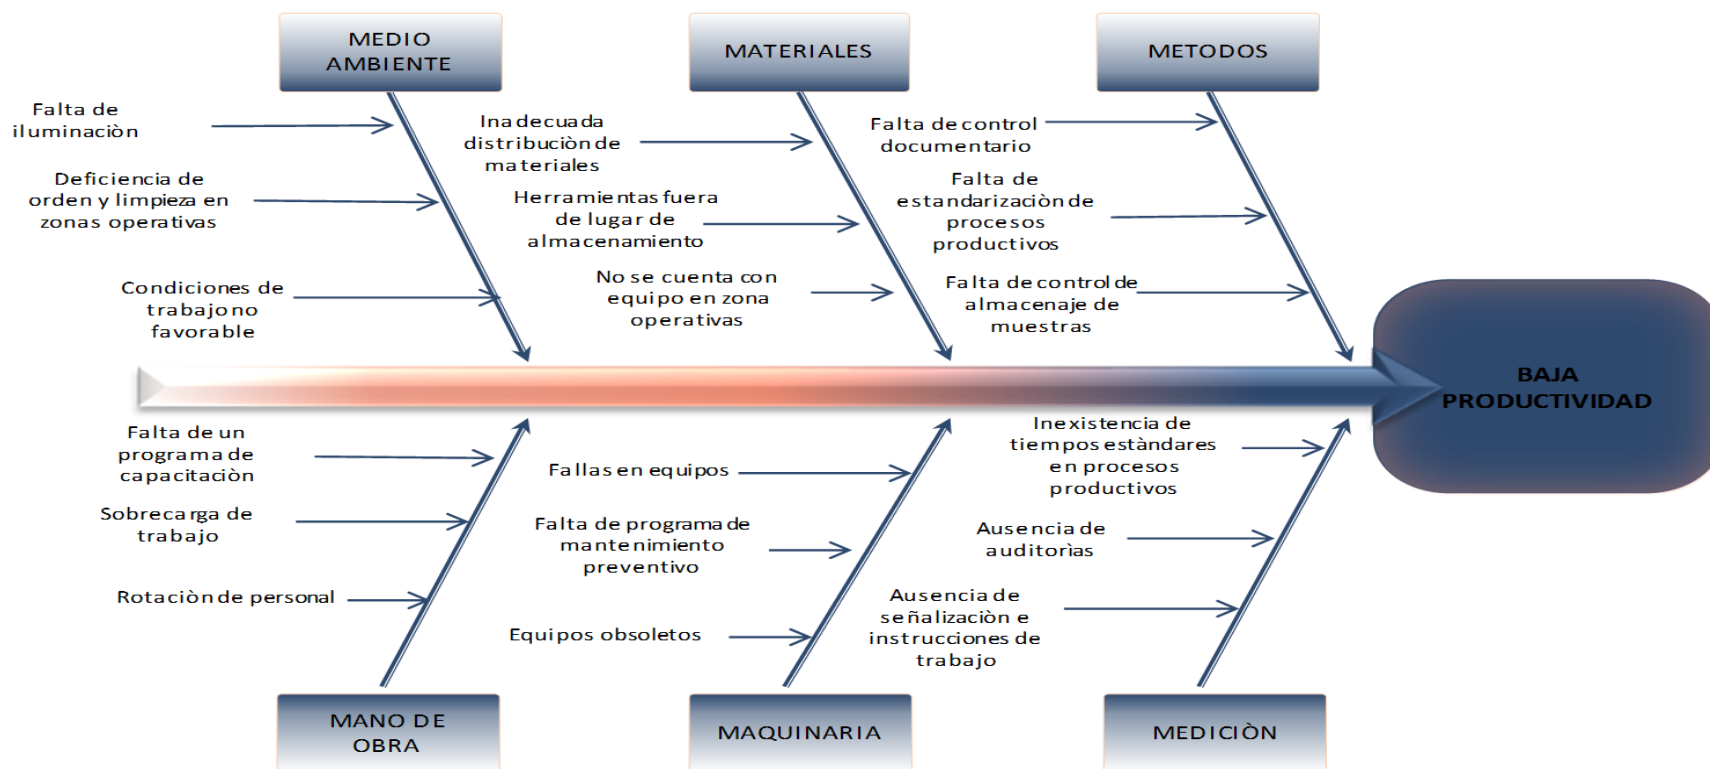 MEDIO
AMBIENTE
MATERIALES
METODOS
Falta de
iluminaciòn
Deficiencia de
orden y limpieza en
zonas operativas
Condiciones de
trabajo no
favorable
Inadecuada
distribuciòn de
materiales
Herramientas fuera
de lugar de
almacenamiento
No se cuenta con
equipo en zona
operativas
Falta de control
documentario
Falta de
estandarizaciòn de
procesos
productivos
Falta de control de
almacenaje de
muestras
BAJA
PRODUCTIVIDAD
Falta de un
programa de
capacitaciòn
Sobrecarga de
trabajo
Rotaciòn de personal
Fallas en equipos
Falta de programa de
mantenimiento
preventivo
Equipos obsoletos
Inexistencia de
tiempos estàndares
en procesos
productivos
Ausencia de
auditorìas
Ausencia de
señalizaciòn e
instrucciones de
trabajo
MANO DE
OBRA
MAQUINARIA
MEDICIÒN